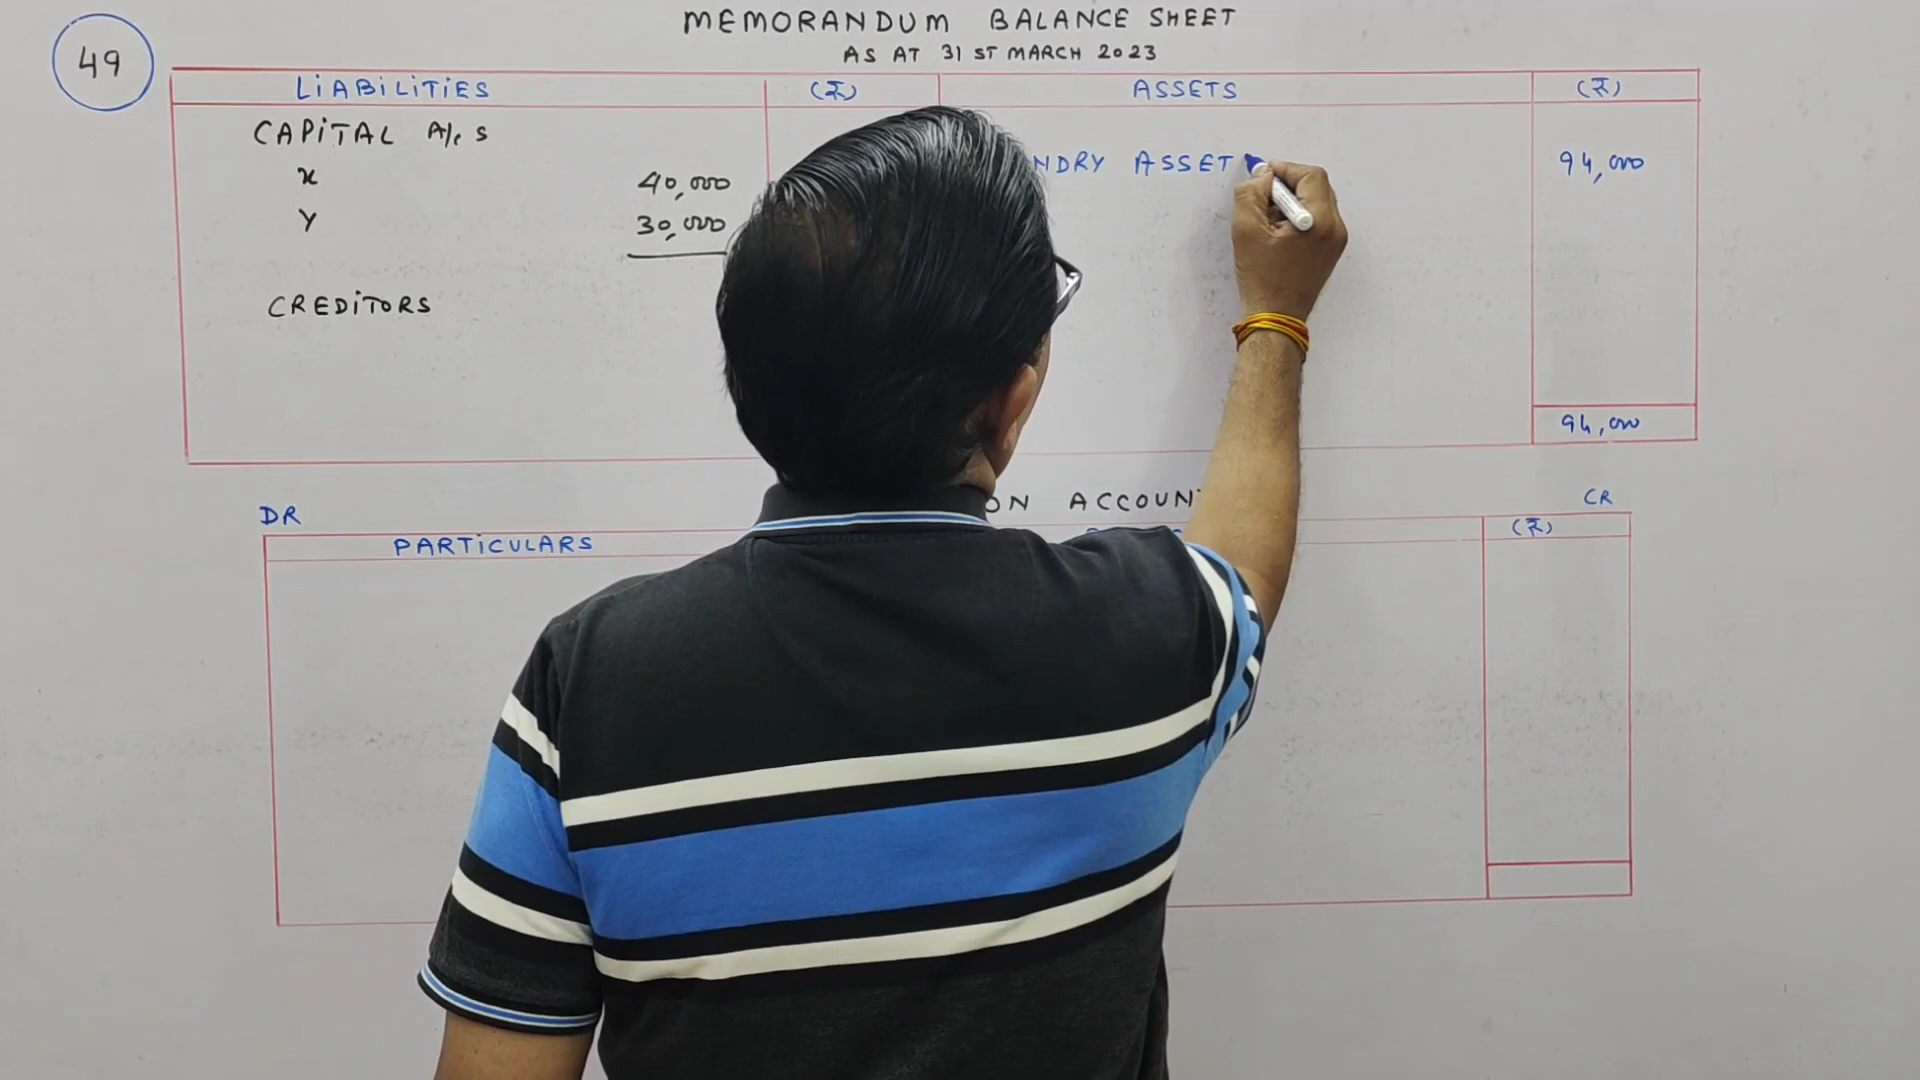 49
MEMORANDUM BALANCE SHEET
AS AT 31 ST MARCH 2023
LIABILITIES (₹) ASSETS (₹)
CAPITAL A/c S
X 40,000
Y 30,000
CREDITORS
NDRY ASSET 94,000
94,000
ON ACCOUN
DR CR
PARTICULARS (₹)